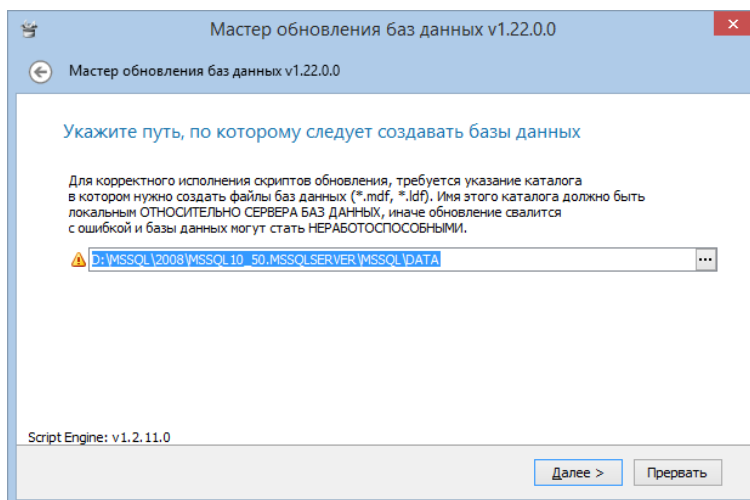 Мастер обновления баз данных v1.22.0.0
Мастер обновления баз данных v1.22.0.0
Укажите путь, по которому следует создавать базы данных
Для корректного исполнения скриптов обновления, требуется указание каталога
в котором нужно создать файлы баз данных (*.mdf, *.ldf). Имя этого каталога должно быть
локальным ОТНОСИТЕЛЬНО СЕРВЕРА БАЗ ДАННЫХ, иначе обновление свалится
с ошибкой и базы данных могут стать НЕРАБОТОСПОСОБНЫМИ.
D:\MSSQL\2008\MSSQL10_50.MSSQLSERVER\MSSQL\DATA
...
Script Engine: v1.2.11.0
Далее > Прервать